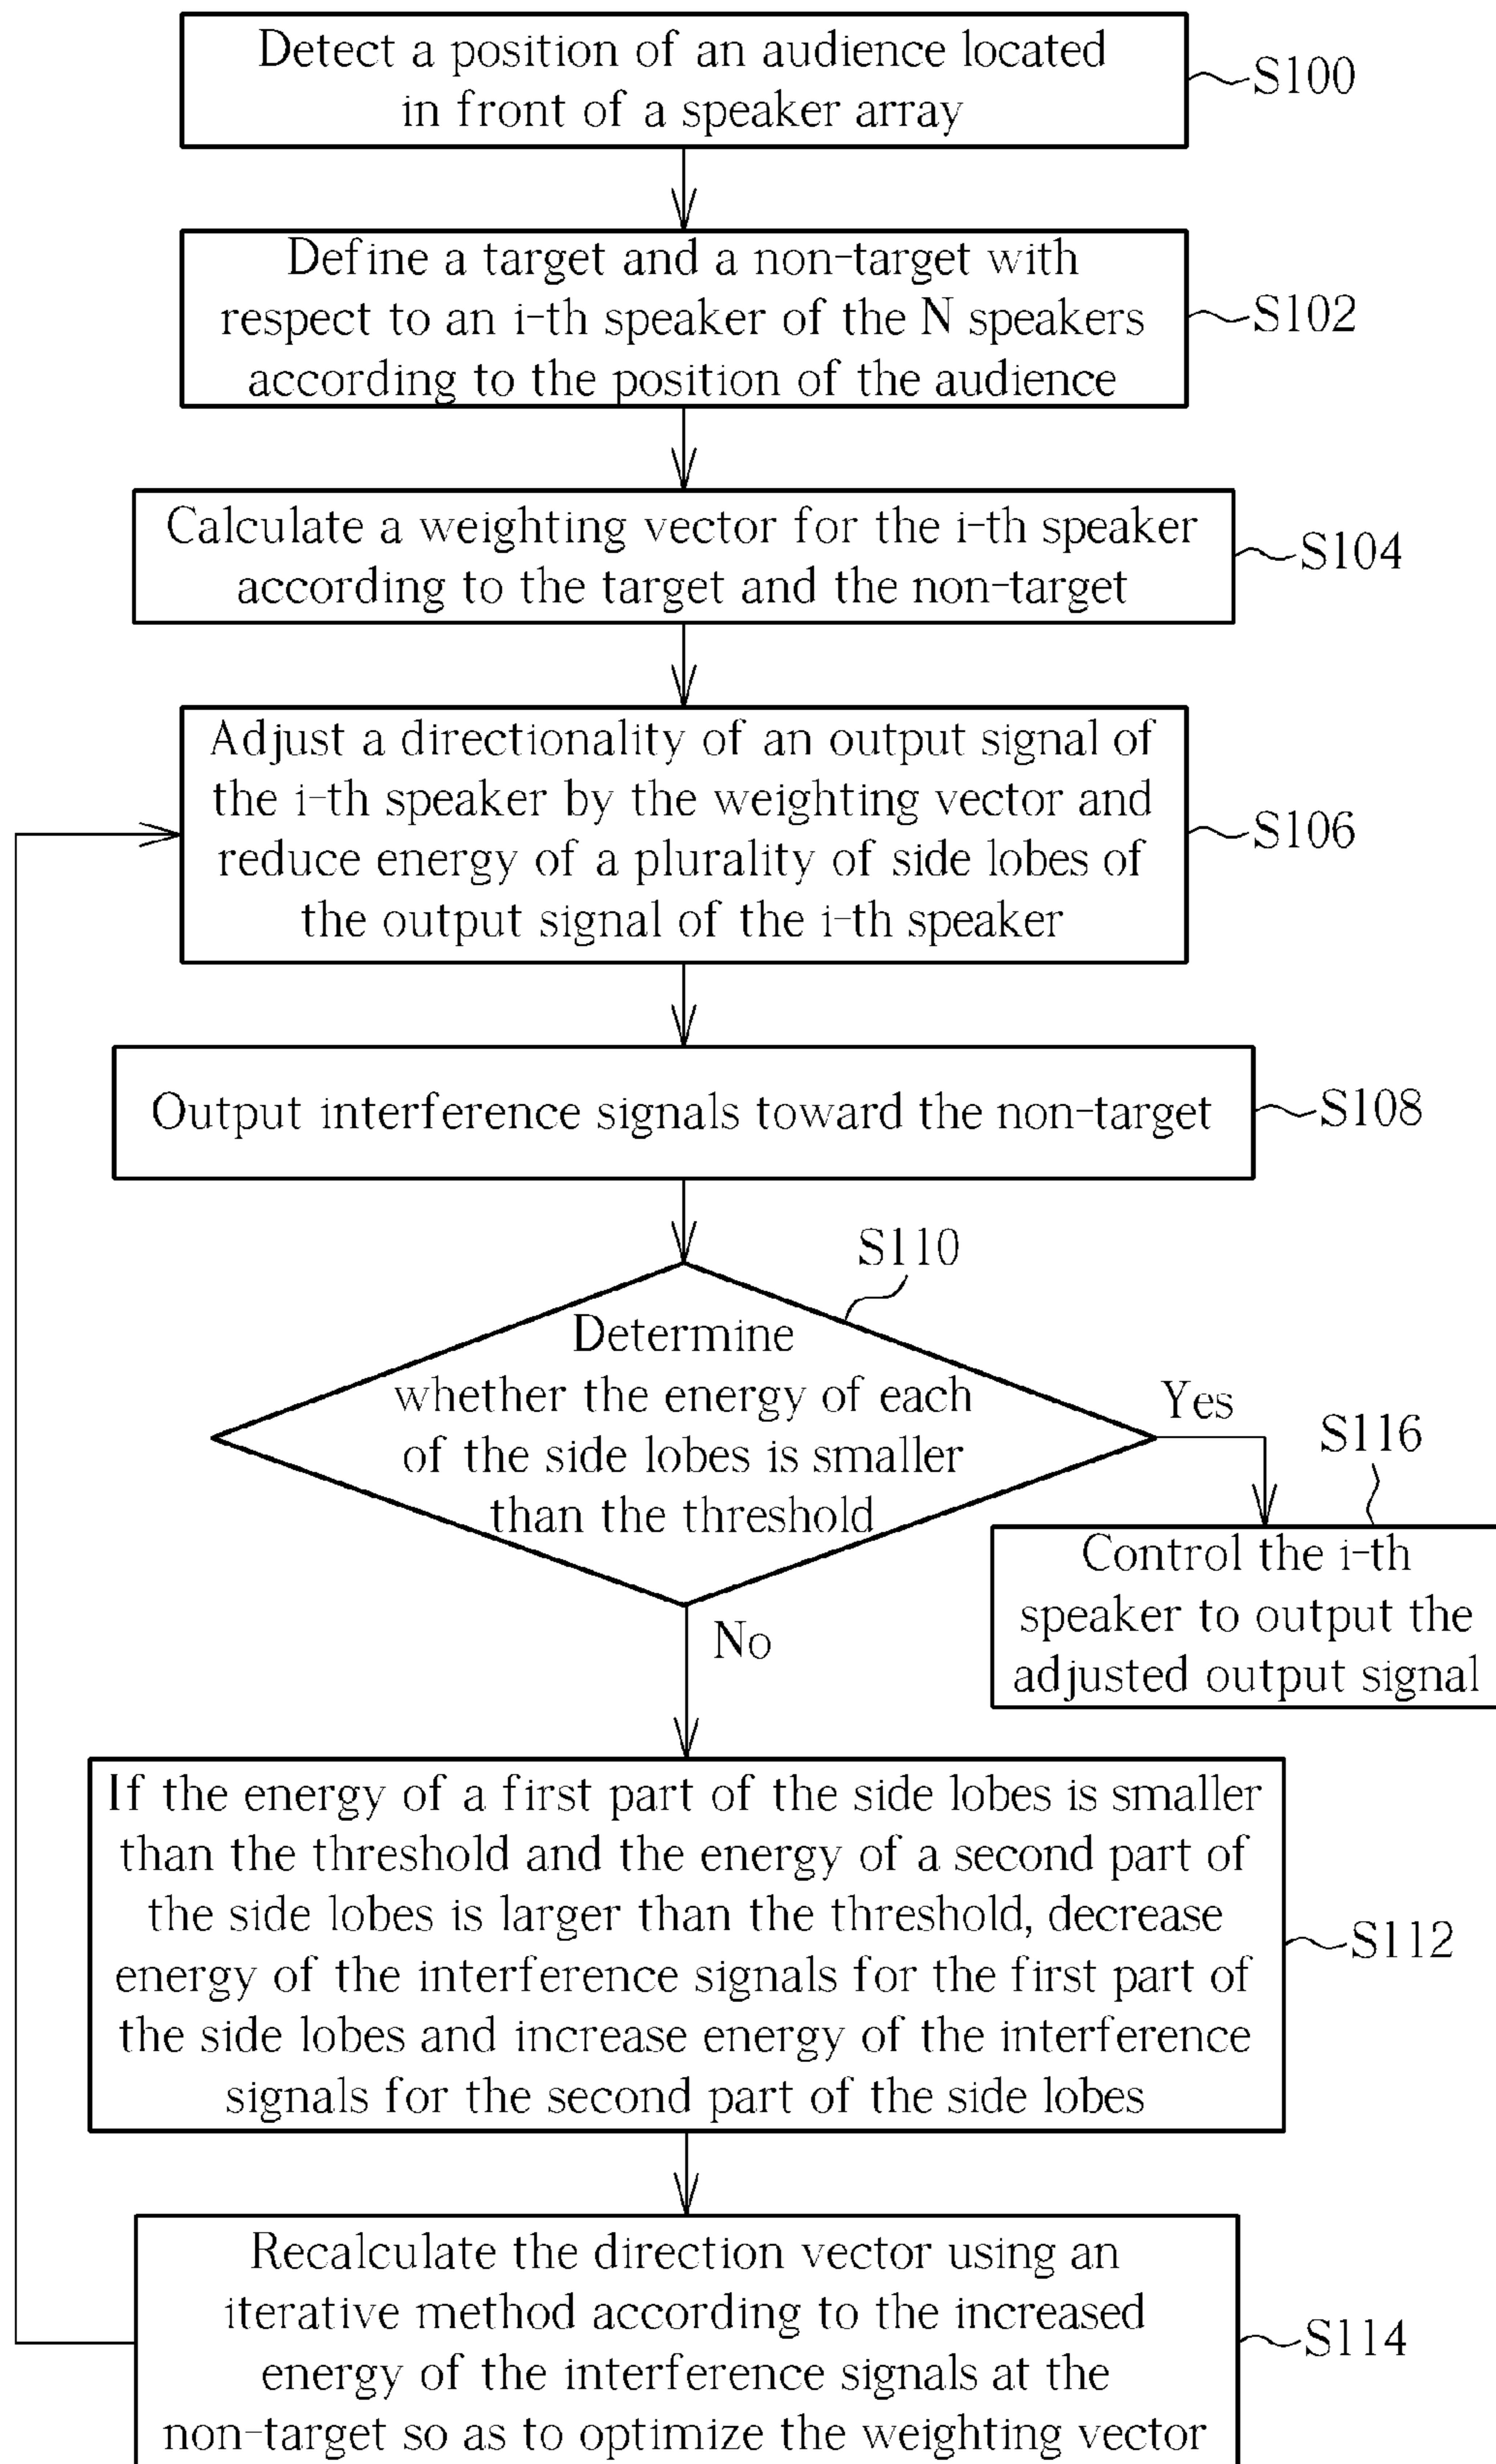 Detect a position of an audience located
in front of a speaker array
S100
Define a target and a non-target with
respect to an i-th speaker of the N speakers
according to the position of the audience
S102
Calculate a weighting vector for the i-th speaker
according to the target and the non-target
S104
Adjust a directionality of an output signal of
the i-th speaker by the weighting vector and
reduce energy of a plurality of side lobes of
the output signal of the i-th speaker
S106
Output interference signals toward the non-target
S108
S110
Determine
whether the energy of each
of the side lobes is smaller
than the threshold
Yes
S116
Control the i-th
speaker to output the
adjusted output signal
No
If the energy of a first part of the side lobes is smaller
than the threshold and the energy of a second part of
the side lobes is larger than the threshold, decrease
energy of the interference signals for the first part of
the side lobes and increase energy of the interference
signals for the second part of the side lobes
S112
Recalculate the direction vector using an
iterative method according to the increased
energy of the interference signals at the
non-target so as to optimize the weighting vector
S114